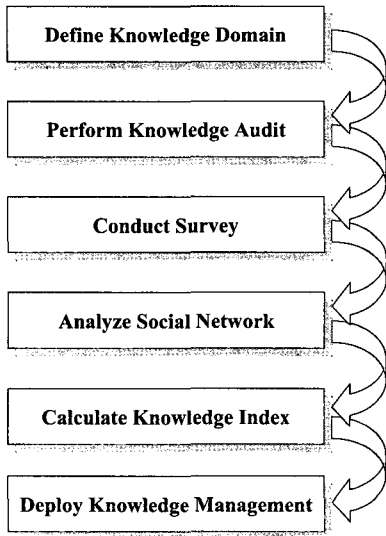 Define Knowledge Domain
Perform Knowledge Audit
Conduct Survey
Analyze Social Network
Calculate Knowledge Index
Deploy Knowledge Management